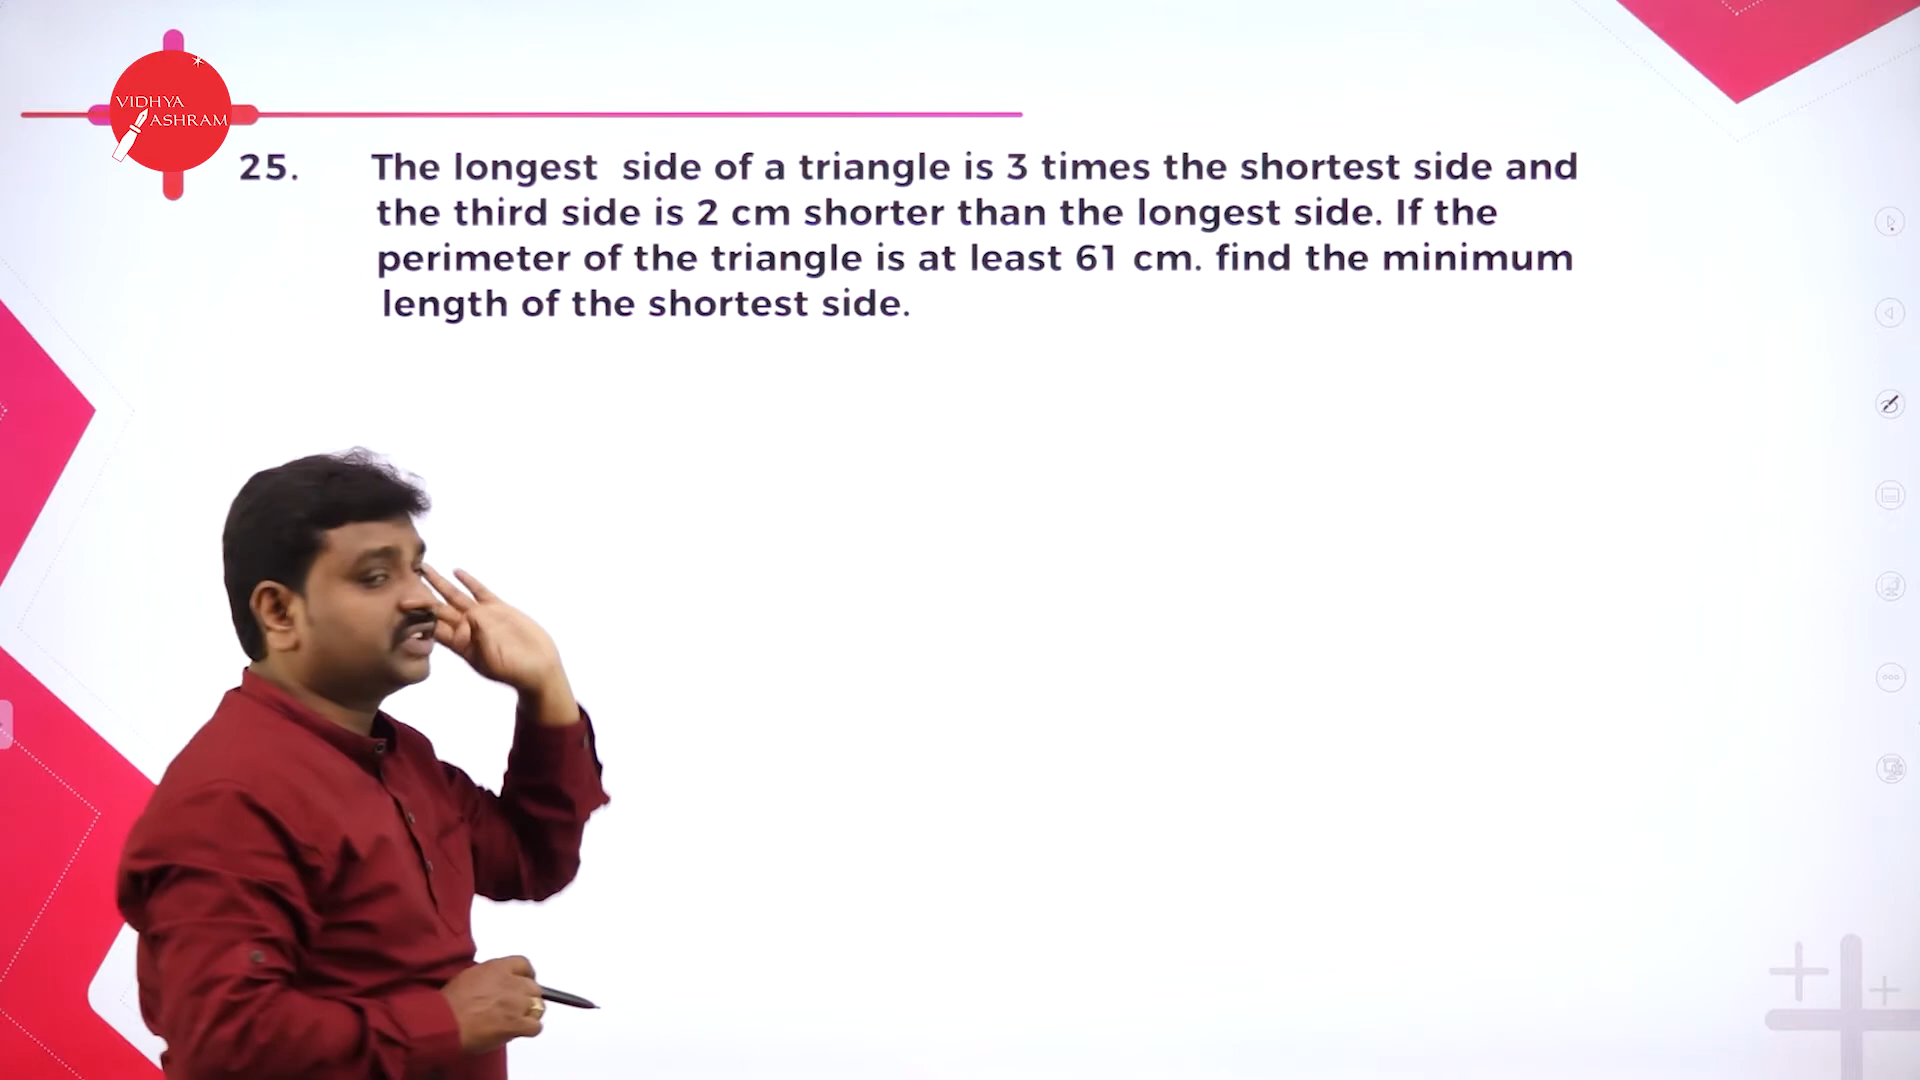 VIDHYA
ASHRAM
25. The longest side of a triangle is 3 times the shortest side and
the third side is 2 cm shorter than the longest side. If the
perimeter of the triangle is at least 61 cm. find the minimum
length of the shortest side.